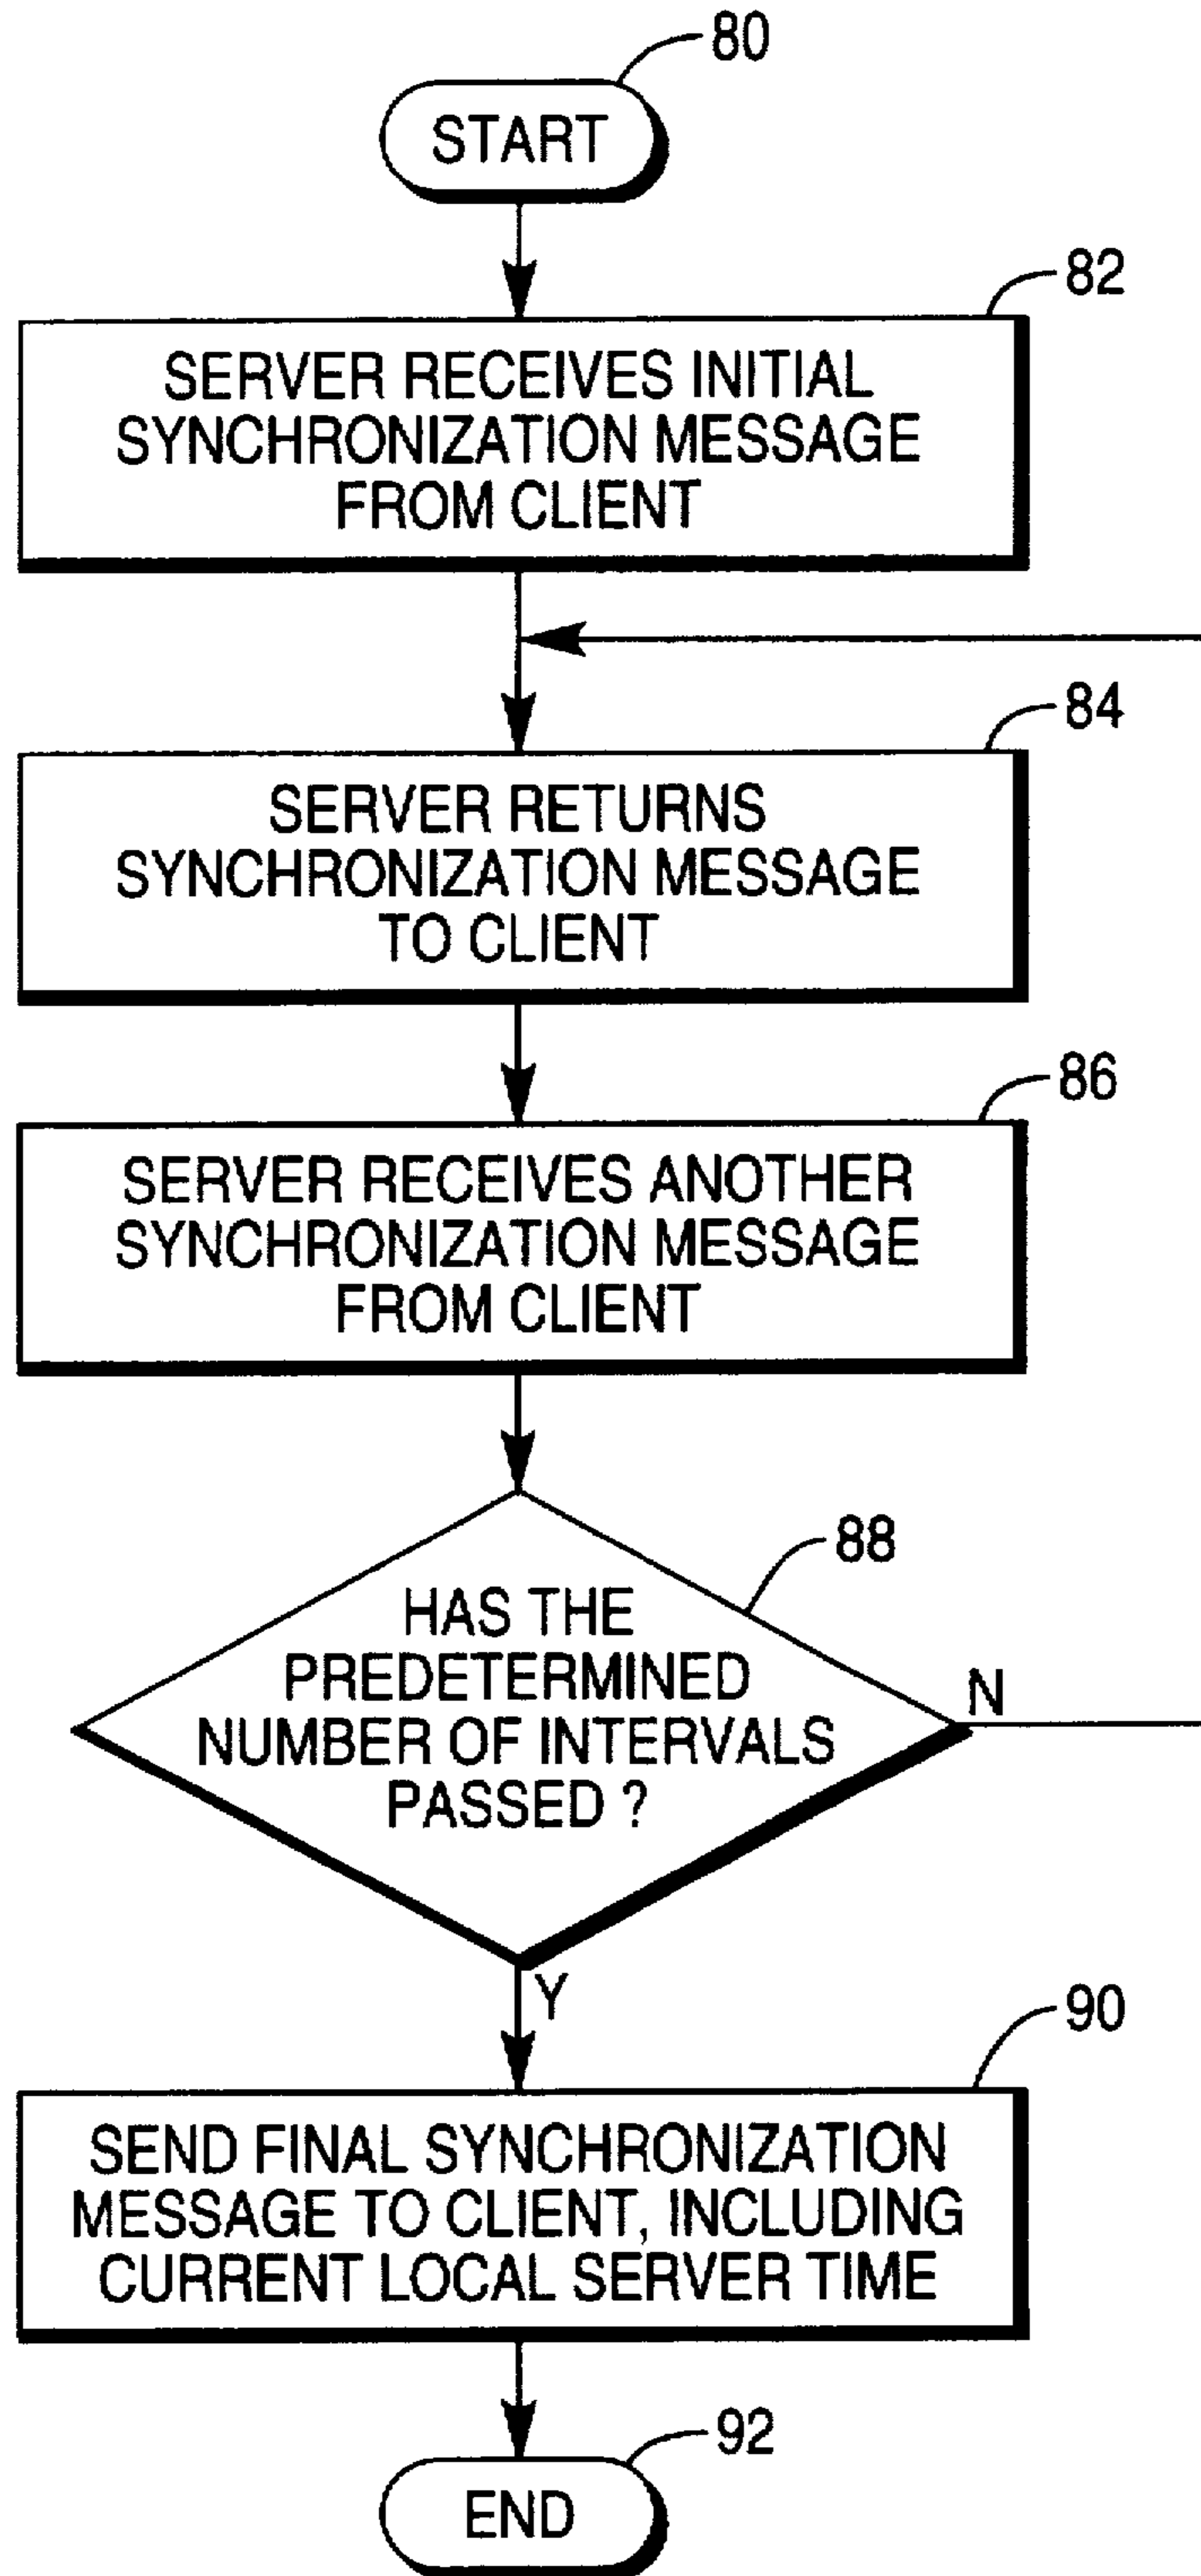 80
START
82
SERVER RECEIVES INITIAL
SYNCHRONIZATION MESSAGE
FROM CLIENT
84
SERVER RETURNS
SYNCHRONIZATION MESSAGE
TO CLIENT
86
SERVER RECEIVES ANOTHER
SYNCHRONIZATION MESSAGE
FROM CLIENT
88
HAS THE
PREDETERMINED
NUMBER OF INTERVALS
PASSED ?
N
Y
90
SEND FINAL SYNCHRONIZATION
MESSAGE TO CLIENT, INCLUDING
CURRENT LOCAL SERVER TIME
92
END